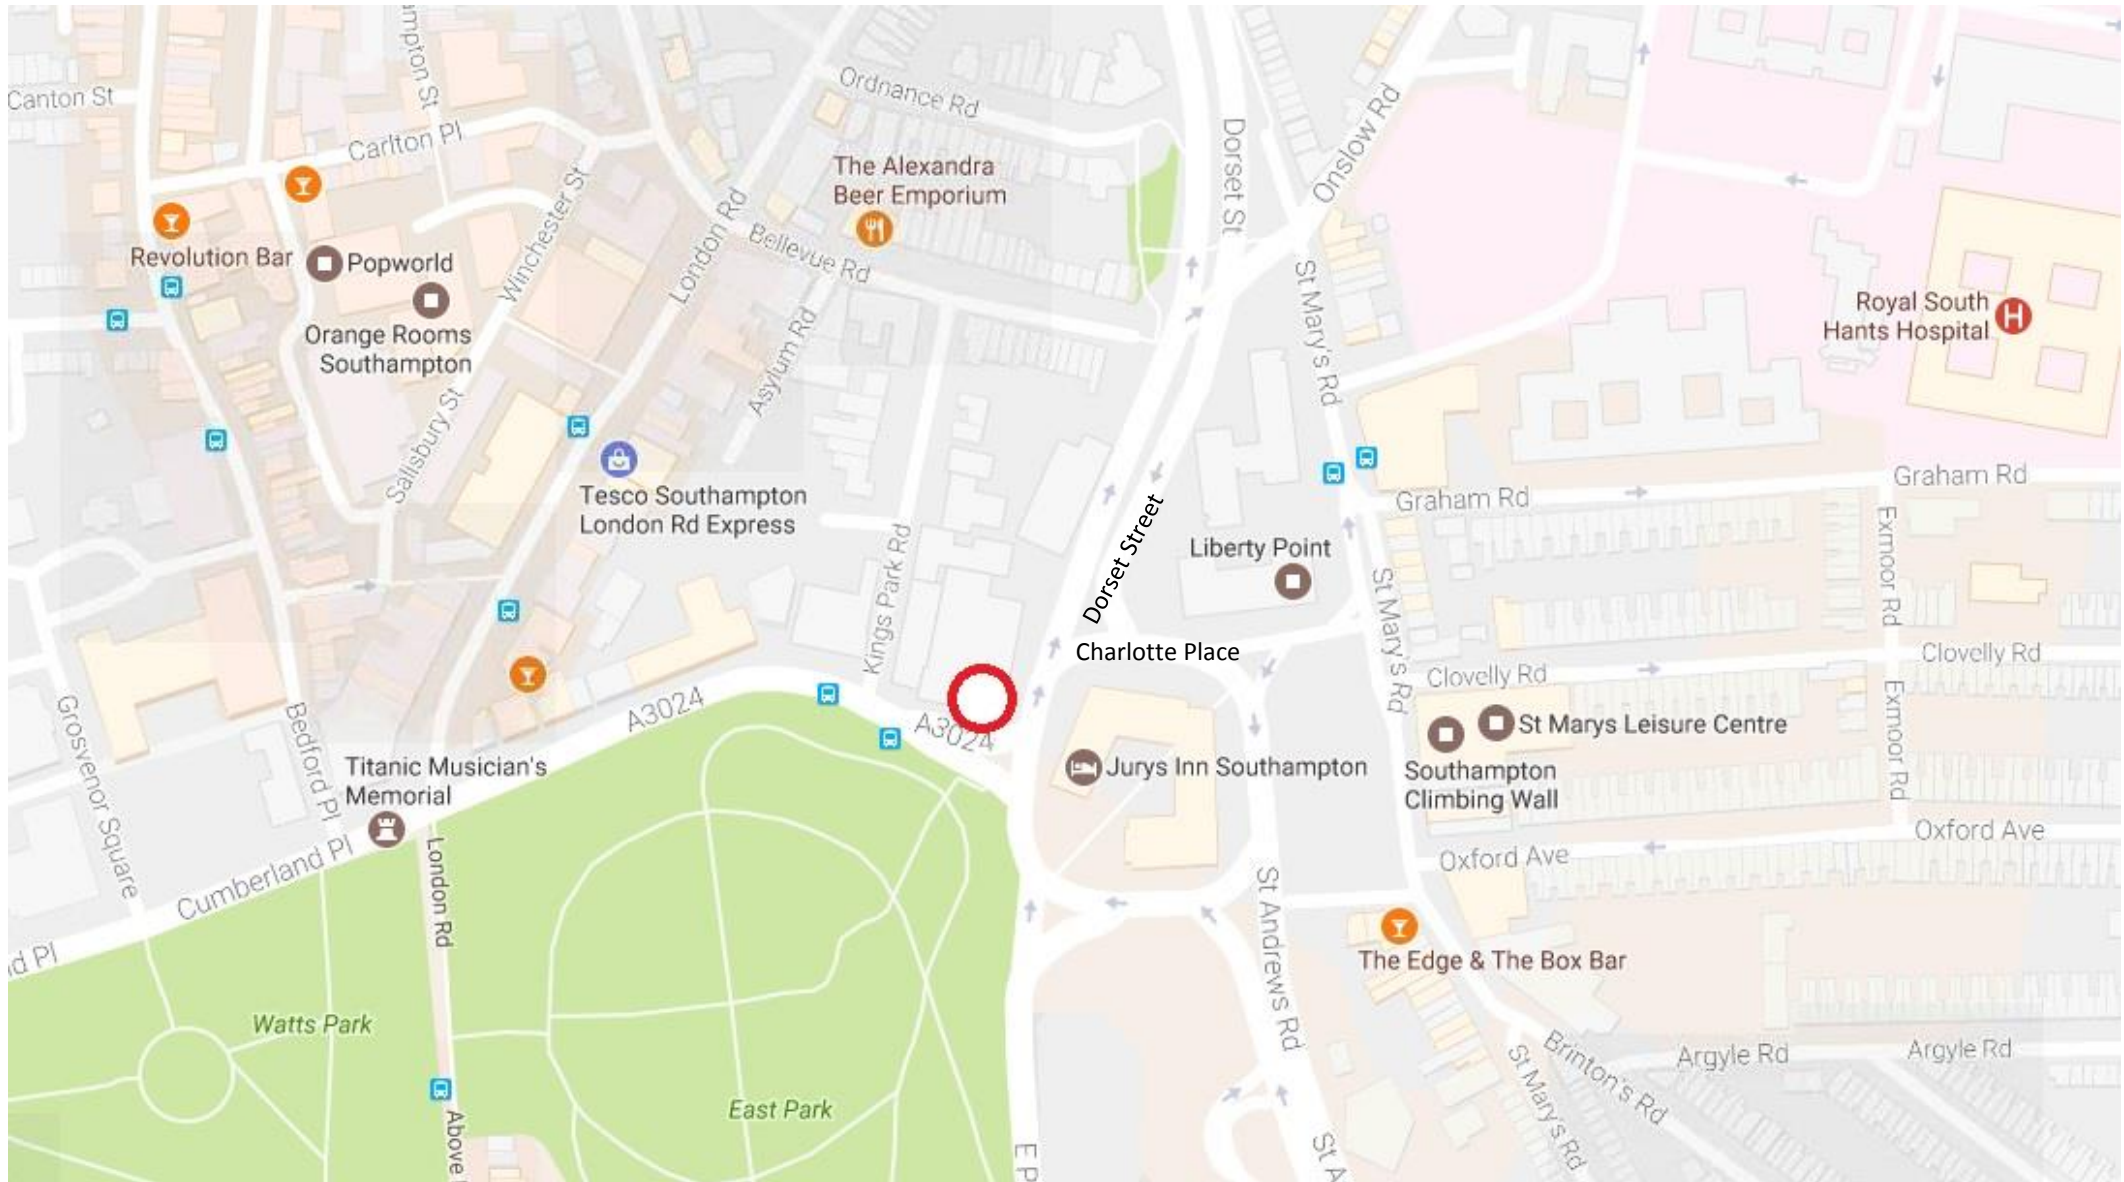 Canton St
mpton St
Carlton Pl
Ordnance Rd
Dorset St
Onslow Rd
The Alexandra
Beer Emporium
Revolution Bar
Popworld
Winchester St
London Rd
Bellevue Rd
St Mary's Rd
Orange Rooms
Southampton
Asylum Rd
Royal South
Hants Hospital
H
Salisbury St
Tesco Southampton
London Rd Express
Graham Rd
Graham Rd
Kings Park Rd
Dorset Street
Liberty Point
St Mary's Rd
Exmoor Rd
Charlotte Place
Clovelly Rd
Clovelly Rd
A3024
A3024
Grosvenor Square
Bedford Pl
Exmoor Rd
St Marys Leisure Centre
Southampton
Climbing Wall
Titanic Musician's
Memorial
Jurys Inn Southampton
Cumberland Pl
London Rd
Oxford Ave
Oxford Ave
d Pl
St Andrews Rd
The Edge & The Box Bar
Watts Park
East Park
Brinton's Rd
Argyle Rd
Argyle Rd
St Mary's Rd
Above
E P
St A